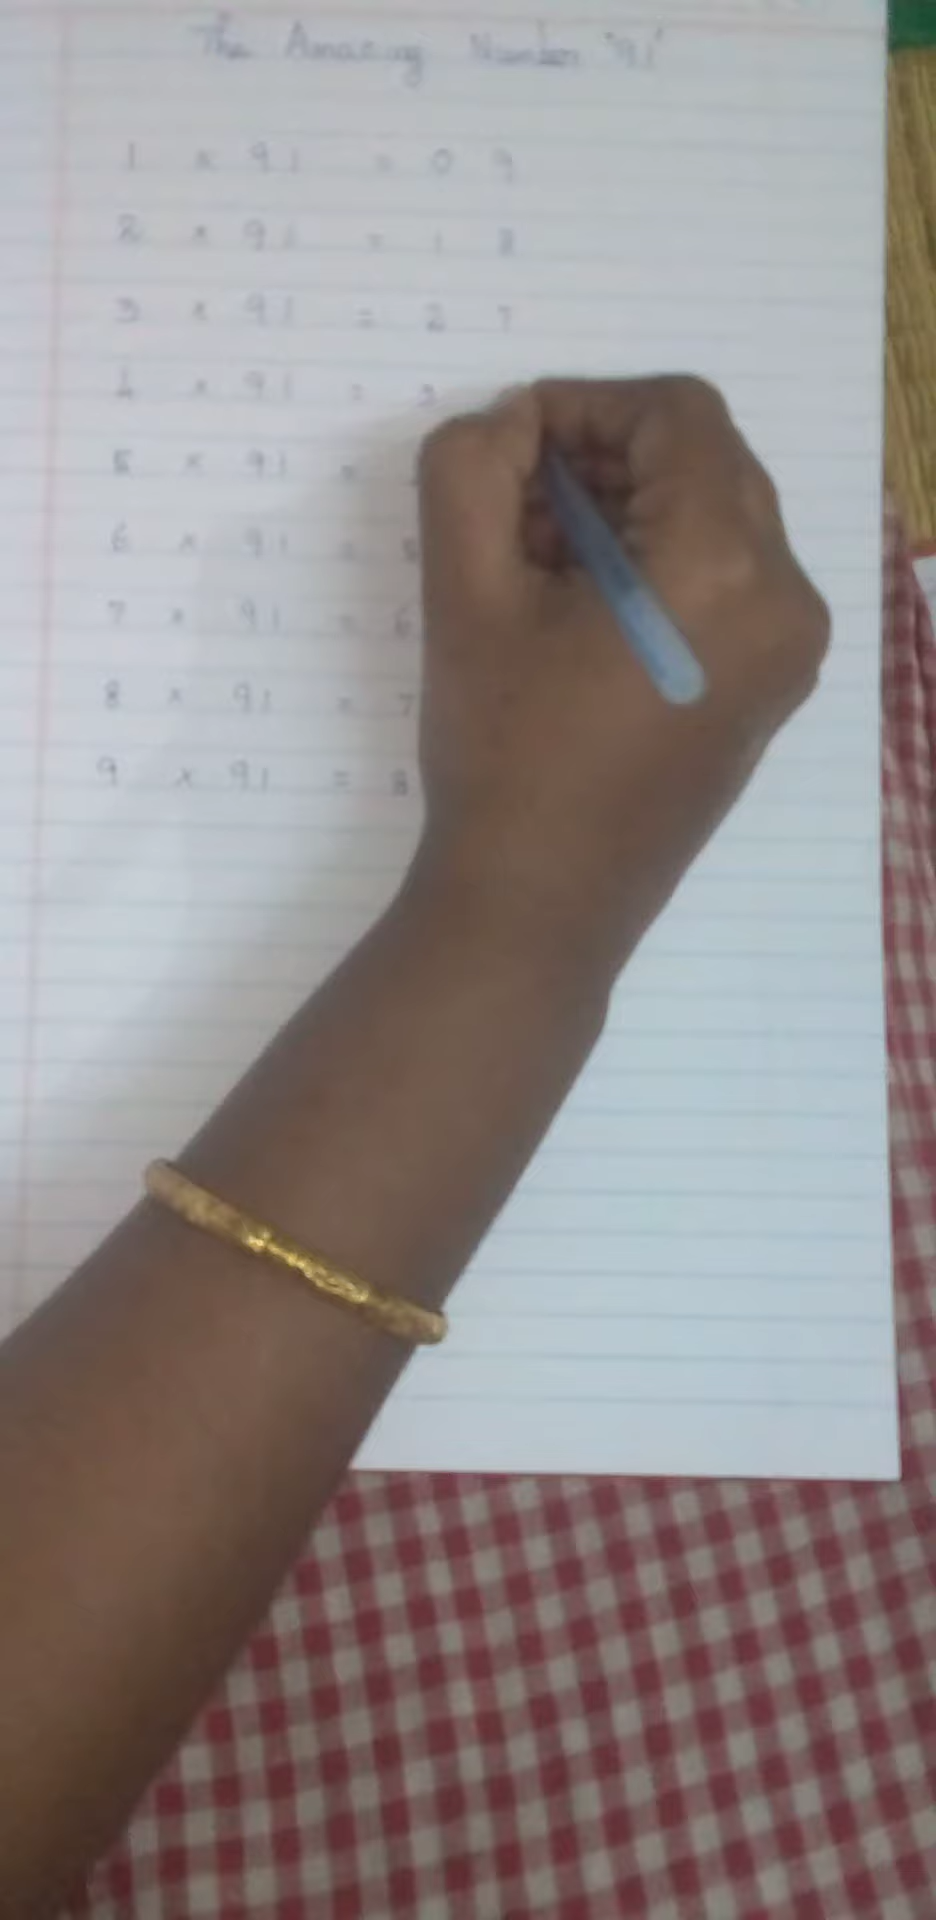 The Amazing Number '91'
1 × 91 = 0 9
2 × 91 = 1 8
3 × 91 = 2 7
4 × 91 = 3
5 × 91 =
6 × 91 = 5
7 × 91 = 6
8 × 91 = 7
9 × 91 = 8